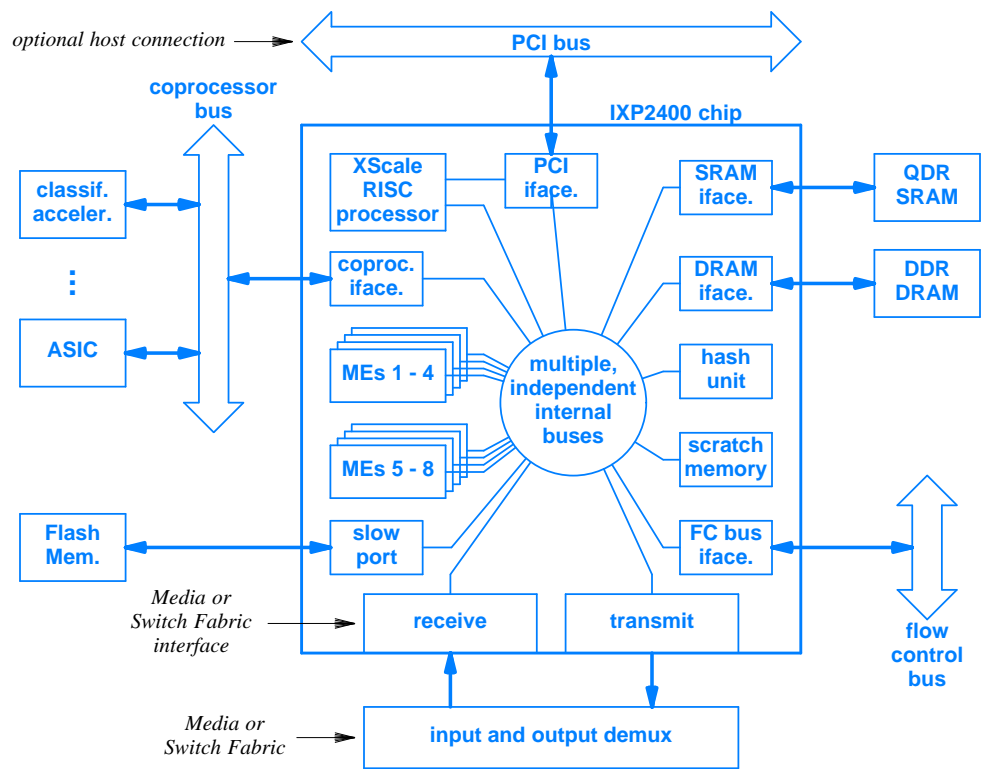 optional host connection
PCI bus
coprocessor
bus
IXP2400 chip
classif.
acceler.
⋮
ASIC
XScale
RISC
processor
PCI
iface.
SRAM
iface.
QDR
SRAM
coproc.
iface.
DRAM
iface.
DDR
DRAM
MEs 1 - 4
multiple,
independent
internal
buses
hash
unit
MEs 5 - 8
scratch
memory
Flash
Mem.
slow
port
FC bus
iface.
Media or
Switch Fabric
interface
receive
transmit
flow
control
bus
Media or
Switch Fabric
input and output demux